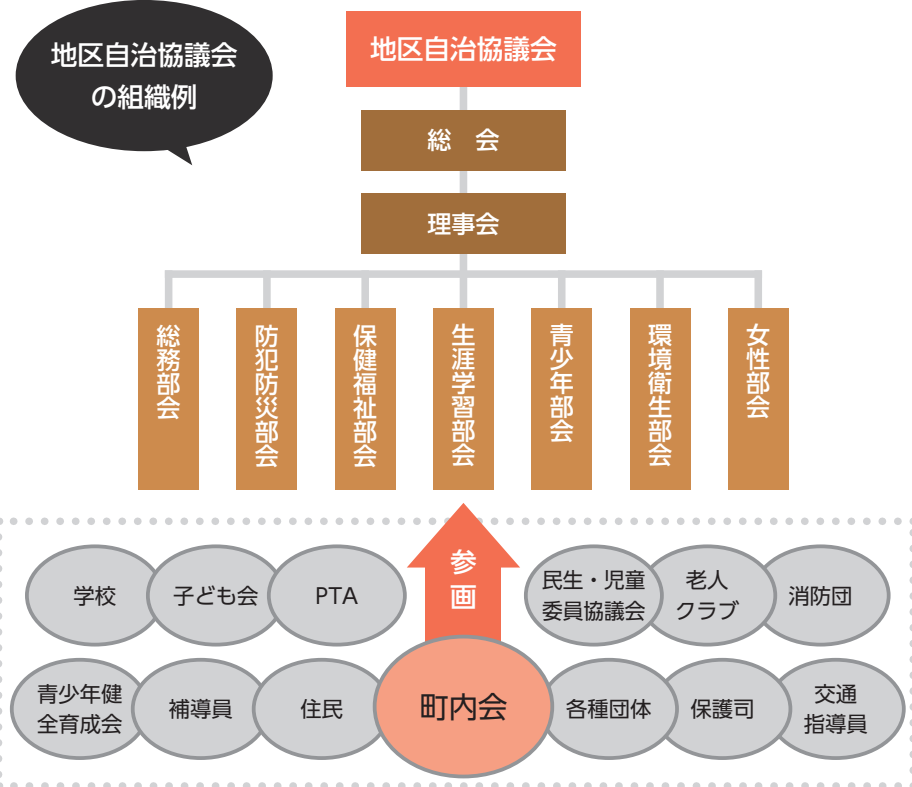 地区自治協議会
の組織例
地区自治協議会
総　会
理事会
総務部会
防犯防災部会
保健福祉部会
生涯学習部会
青少年部会
環境衛生部会
女性部会
参画
学校
子ども会
PTA
民生・児童
委員協議会
老人
クラブ
消防団
青少年健
全育成会
補導員
住民
町内会
各種団体
保護司
交通
指導員